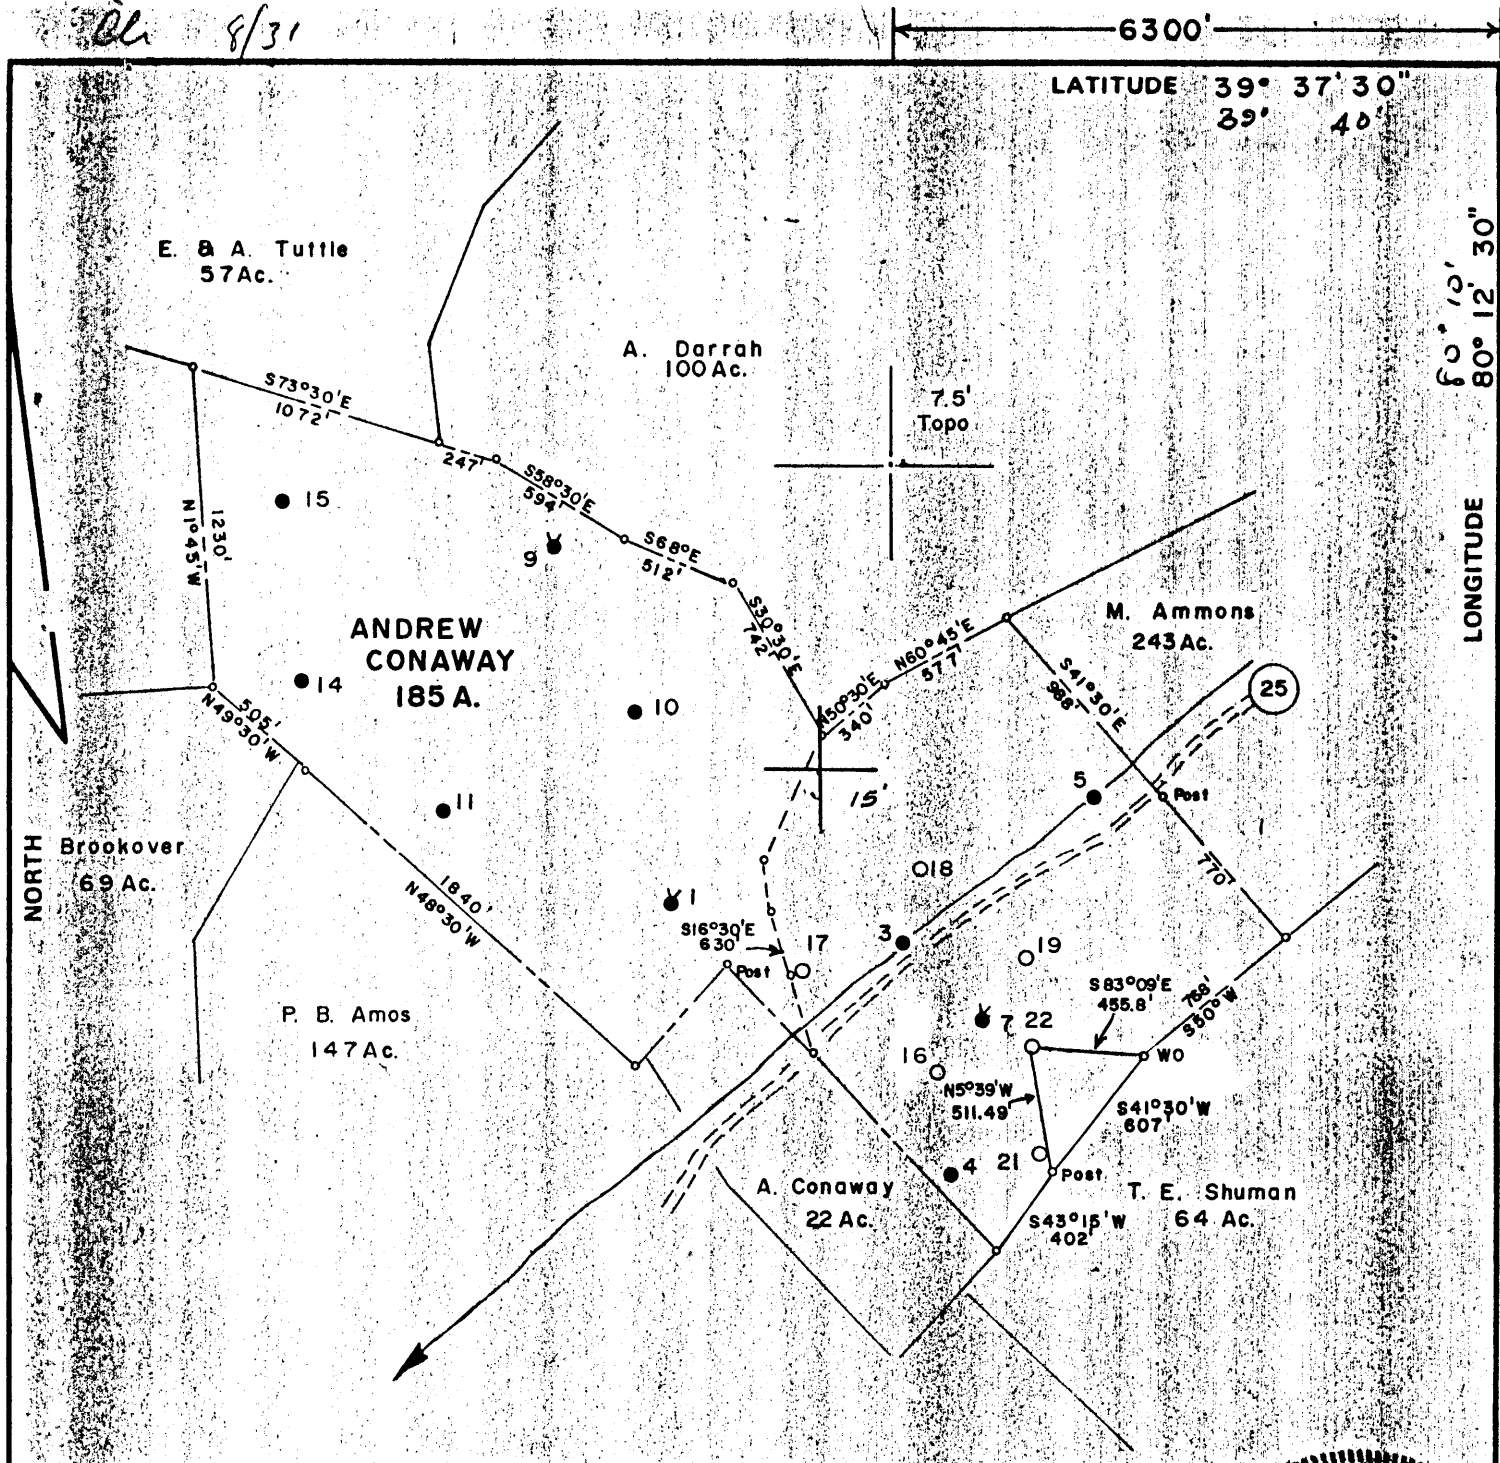 8/31
6300'
LATITUDE 39° 37' 30"
39° 40'
80° 10'
80° 12' 30"
LONGITUDE
E. & A. Tuttle
57 Ac.
A. Darrah
100 Ac.
7.5'
Topo
S73°30'E
1072'
247'
S58°30'E
594'
S68°E
512'
S30°30'E
742'
N50°30'E
340'
N60°45'E
577'
S41°30'E
988'
M. Ammons
243 Ac.
25
N1°45'W
1230'
15
9
ANDREW
CONAWAY
185 A.
14
10
505'
N49°30'W
11
15'
5
Post
770'
18
NORTH
Brookover
69 Ac.
1840'
N48°30'W
1
S16°30'E
630'
17
3
19
Post
S83°09'E
455.8'
768'
S50°W
P. B. Amos
147 Ac.
7
22
WO
16
N5°39'W
511.49'
S41°30'W
607'
21
4
Post
A. Conaway
22 Ac.
T. E. Shuman
64 Ac.
S43°15'W
402'